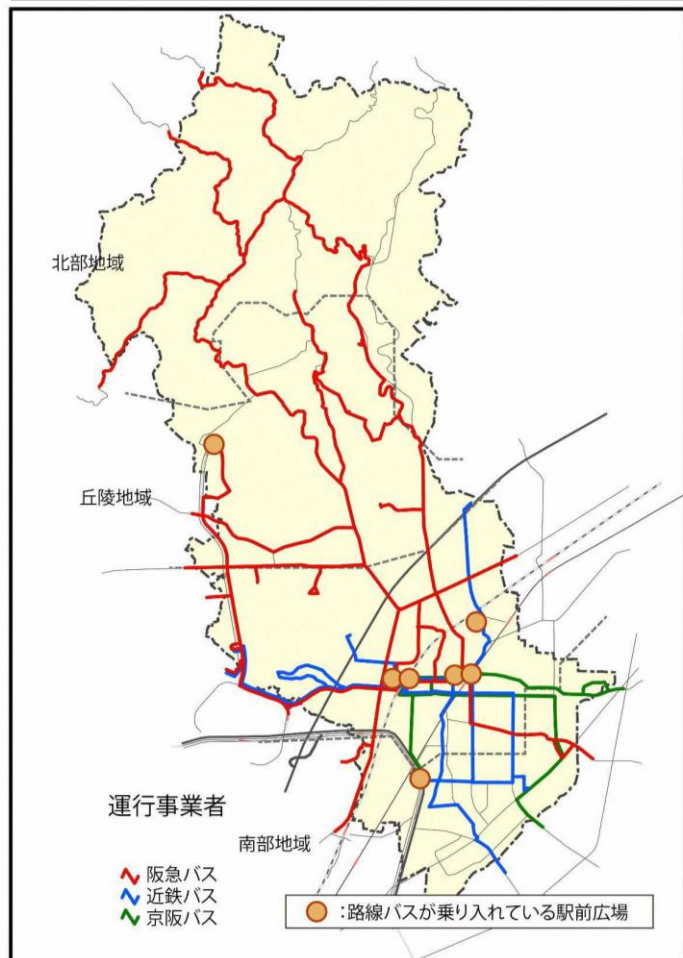 北部地域
丘陵地域
運行事業者
南部地域
阪急バス
近鉄バス
京阪バス
:路線バスが乗り入れている駅前広場